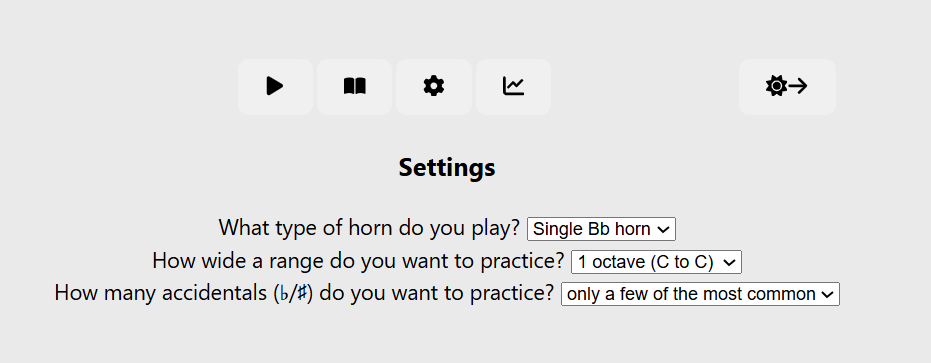 Settings
What type of horn do you play? Single Bb horn
How wide a range do you want to practice? 1 octave (C to C)
How many accidentals (♭/♯) do you want to practice? only a few of the most common